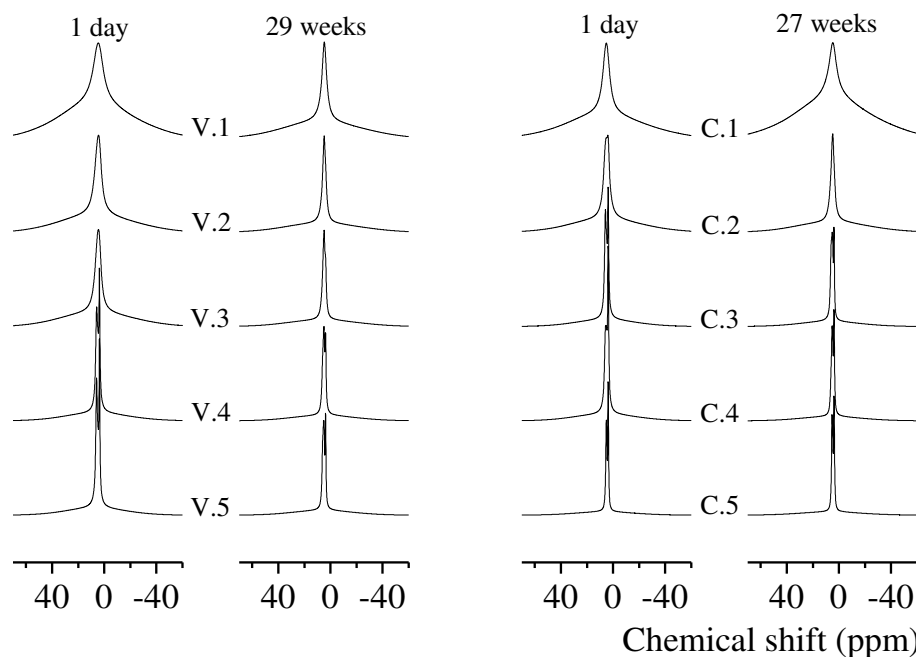 1 day 29 weeks 1 day 27 weeks
V.1 C.1
V.2 C.2
V.3 C.3
V.4 C.4
V.5 C.5
40 0 -40 40 0 -40 40 0 -40 40 0 -40
Chemical shift (ppm)